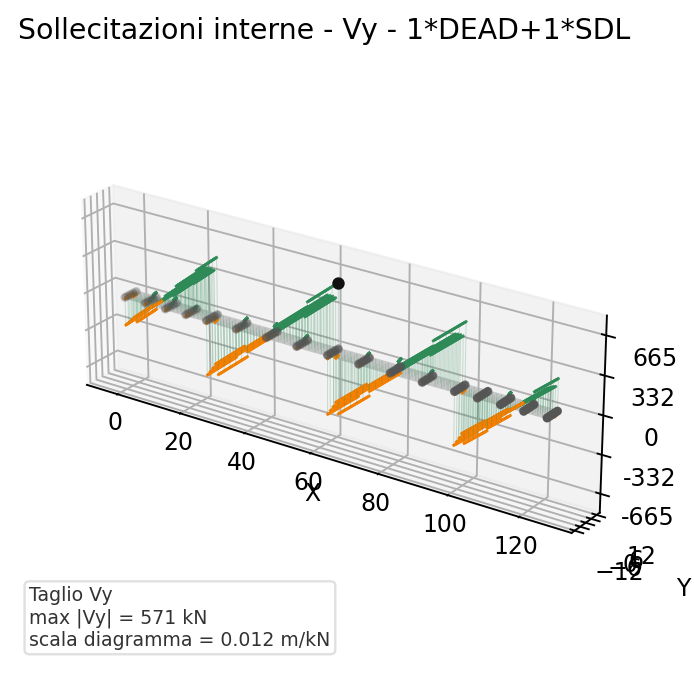 Sollecitazioni interne - Vy - 1*DEAD+1*SDL
665
332
0
-332
-665
0
20
40
60
80
100
120
X
12
−12
Y
Taglio Vy
max |Vy| = 571 kN
scala diagramma = 0.012 m/kN